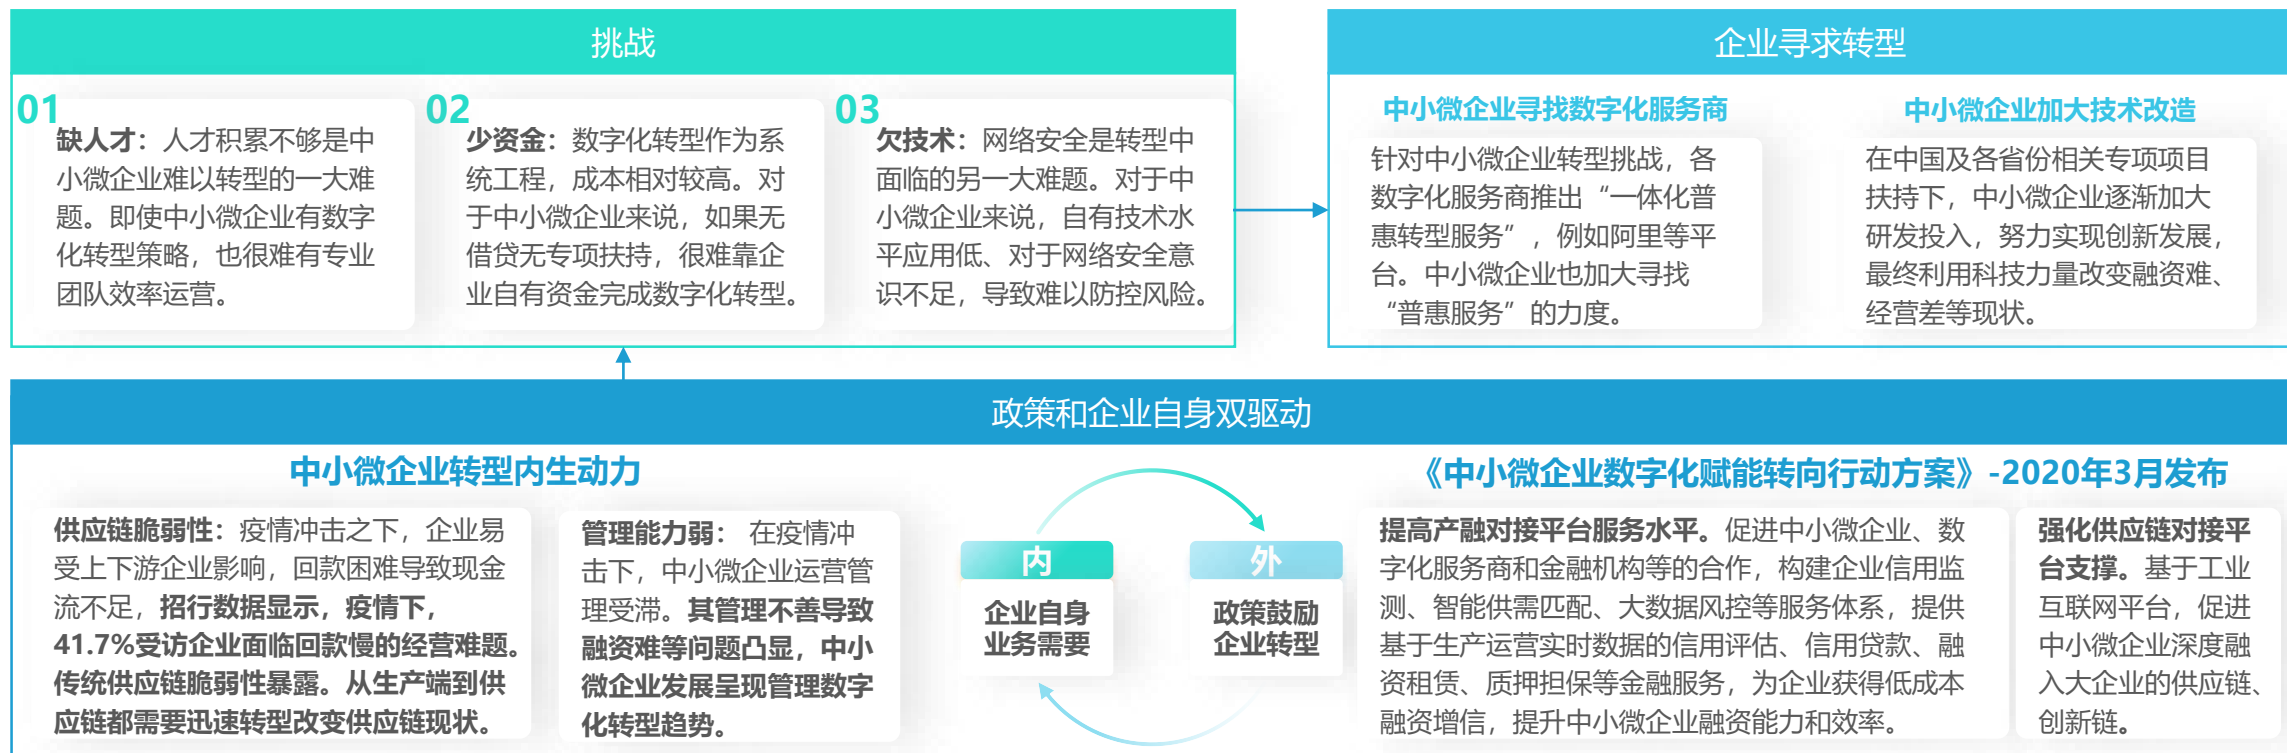 挑战
01
缺人才：人才积累不够是中
小微企业难以转型的一大难
题。即使中小微企业有数字
化转型策略，也很难有专业
团队效率运营。
02
少资金：数字化转型作为系
统工程，成本相对较高。对
于中小微企业来说，如果无
借贷无专项扶持，很难靠企
业自有资金完成数字化转型。
03
欠技术：网络安全是转型中
面临的另一大难题。对于中
小微企业来说，自有技术水
平应用低、对于网络安全意
识不足，导致难以防控风险。
企业寻求转型
中小微企业寻找数字化服务商
针对中小微企业转型挑战，各
数字化服务商推出“一体化普
惠转型服务”，例如阿里等平
台。中小微企业也加大寻找
“普惠服务”的力度。
中小微企业加大技术改造
在中国及各省份相关专项项目
扶持下，中小微企业逐渐加大
研发投入，努力实现创新发展，
最终利用科技力量改变融资难、
经营差等现状。
政策和企业自身双驱动
中小微企业转型内生动力
供应链脆弱性：疫情冲击之下，企业易
受上下游企业影响，回款困难导致现金
流不足，招行数据显示，疫情下，
41.7%受访企业面临回款慢的经营难题。
传统供应链脆弱性暴露。从生产端到供
应链都需要迅速转型改变供应链现状。
管理能力弱： 在疫情冲
击下，中小微企业运营管
理受滞。其管理不善导致
融资难等问题凸显，中小
微企业发展呈现管理数字
化转型趋势。
内
企业自身
业务需要
外
政策鼓励
企业转型
《中小微企业数字化赋能转向行动方案》-2020年3月发布
提高产融对接平台服务水平。促进中小微企业、数
字化服务商和金融机构等的合作，构建企业信用监
测、智能供需匹配、大数据风控等服务体系，提供
基于生产运营实时数据的信用评估、信用贷款、融
资租赁、质押担保等金融服务，为企业获得低成本
融资增信，提升中小微企业融资能力和效率。
强化供应链对接平
台支撑。基于工业
互联网平台，促进
中小微企业深度融
入大企业的供应链、
创新链。